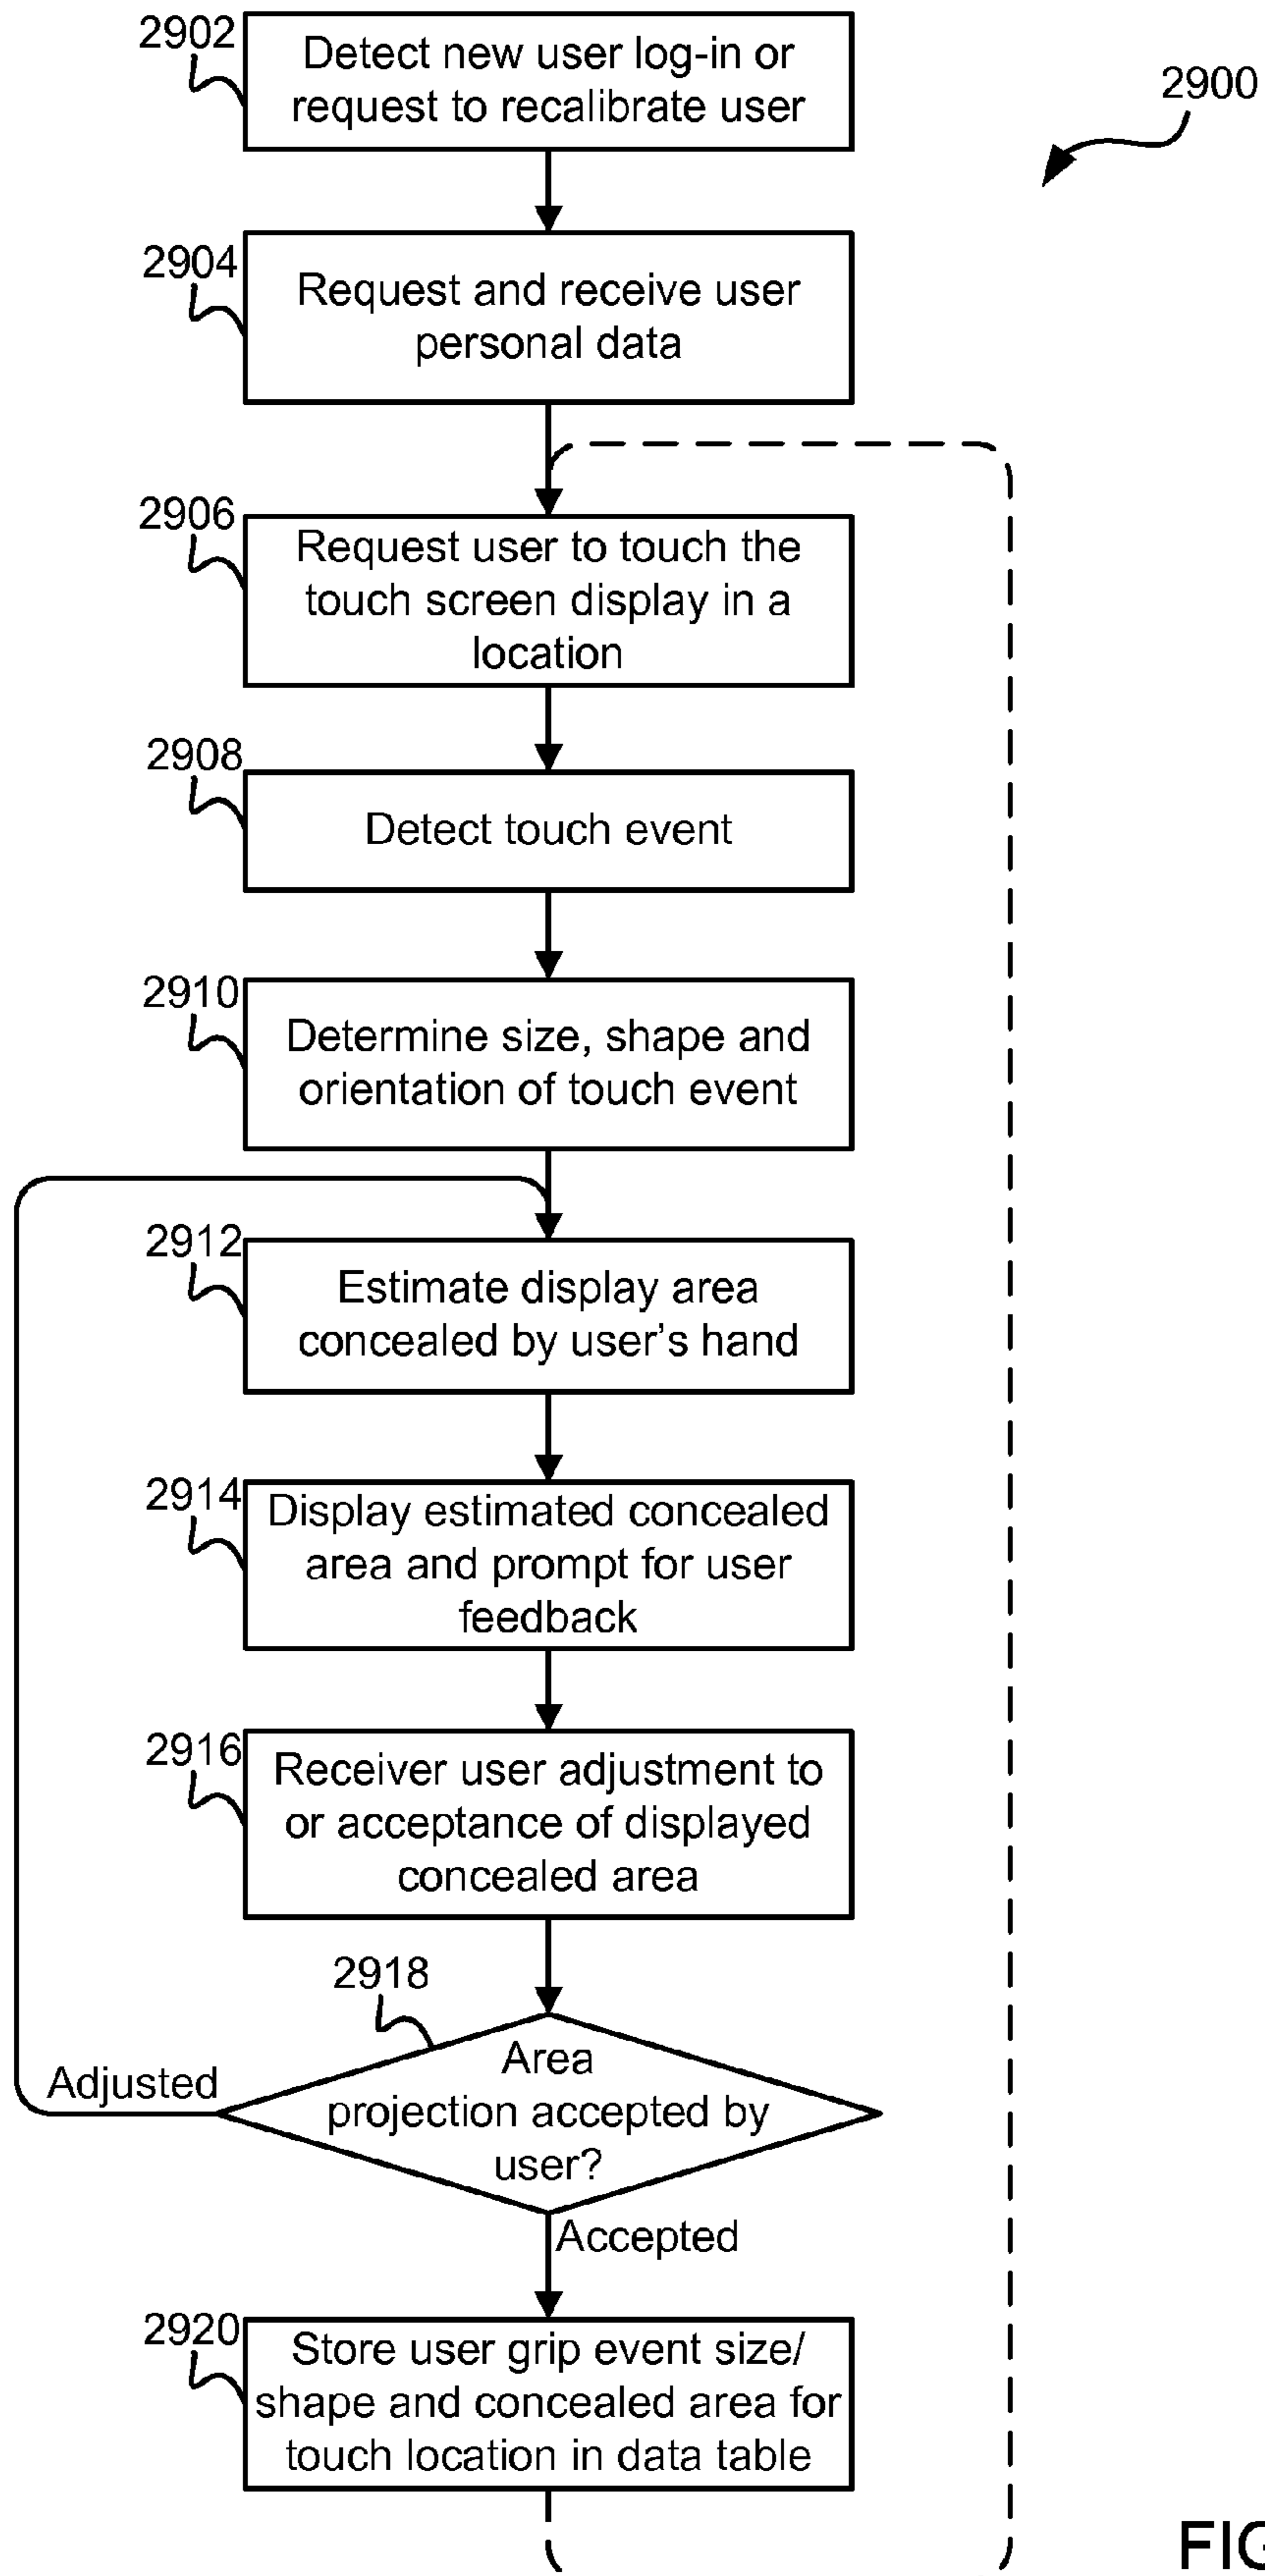 2902
Detect new user log-in or
request to recalibrate user
2900
2904
Request and receive user
personal data
2906
Request user to touch the
touch screen display in a
location
2908
Detect touch event
2910
Determine size, shape and
orientation of touch event
2912
Estimate display area
concealed by user's hand
2914
Display estimated concealed
area and prompt for user
feedback
2916
Receiver user adjustment to
or acceptance of displayed
concealed area
2918
Area
projection accepted by
user?
Adjusted
Accepted
2920
Store user grip event size/
shape and concealed area for
touch location in data table
FIG